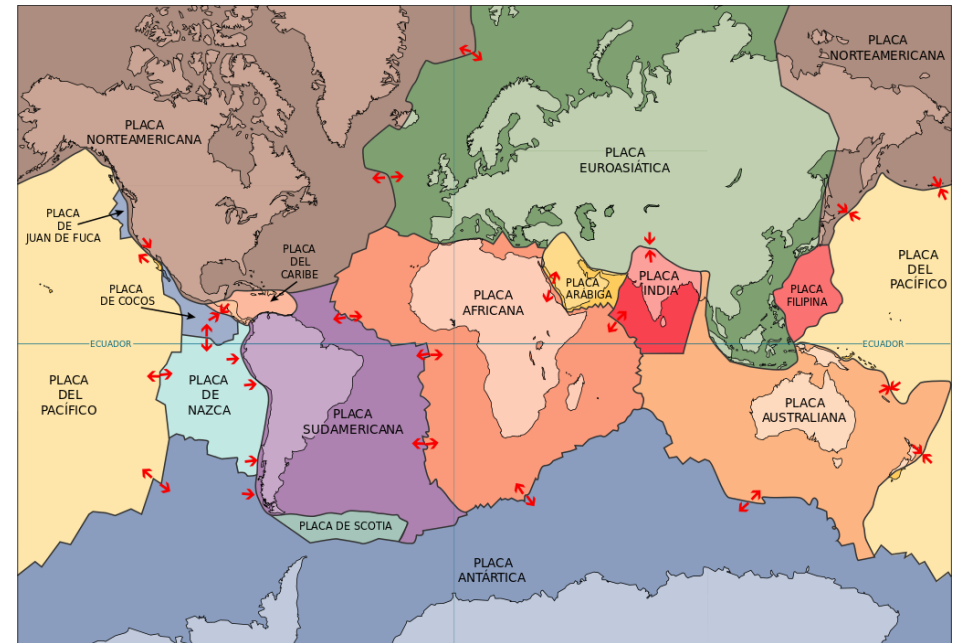 PLACA
NORTEAMERICANA
PLACA
NORTEAMERICANA
PLACA
EUROASIÁTICA
PLACA
DE
JUAN DE FUCA
PLACA
DEL
CARIBE
PLACA
DE COCOS
PLACA
AFRICANA
PLACA
ARÁBIGA
PLACA
INDIA
PLACA
FILIPINA
PLACA
DEL
PACÍFICO
ECUADOR
ECUADOR
PLACA
DEL
PACÍFICO
PLACA
DE
NAZCA
PLACA
SUDAMERICANA
PLACA
AUSTRALIANA
PLACA DE SCOTIA
PLACA
ANTÁRTICA